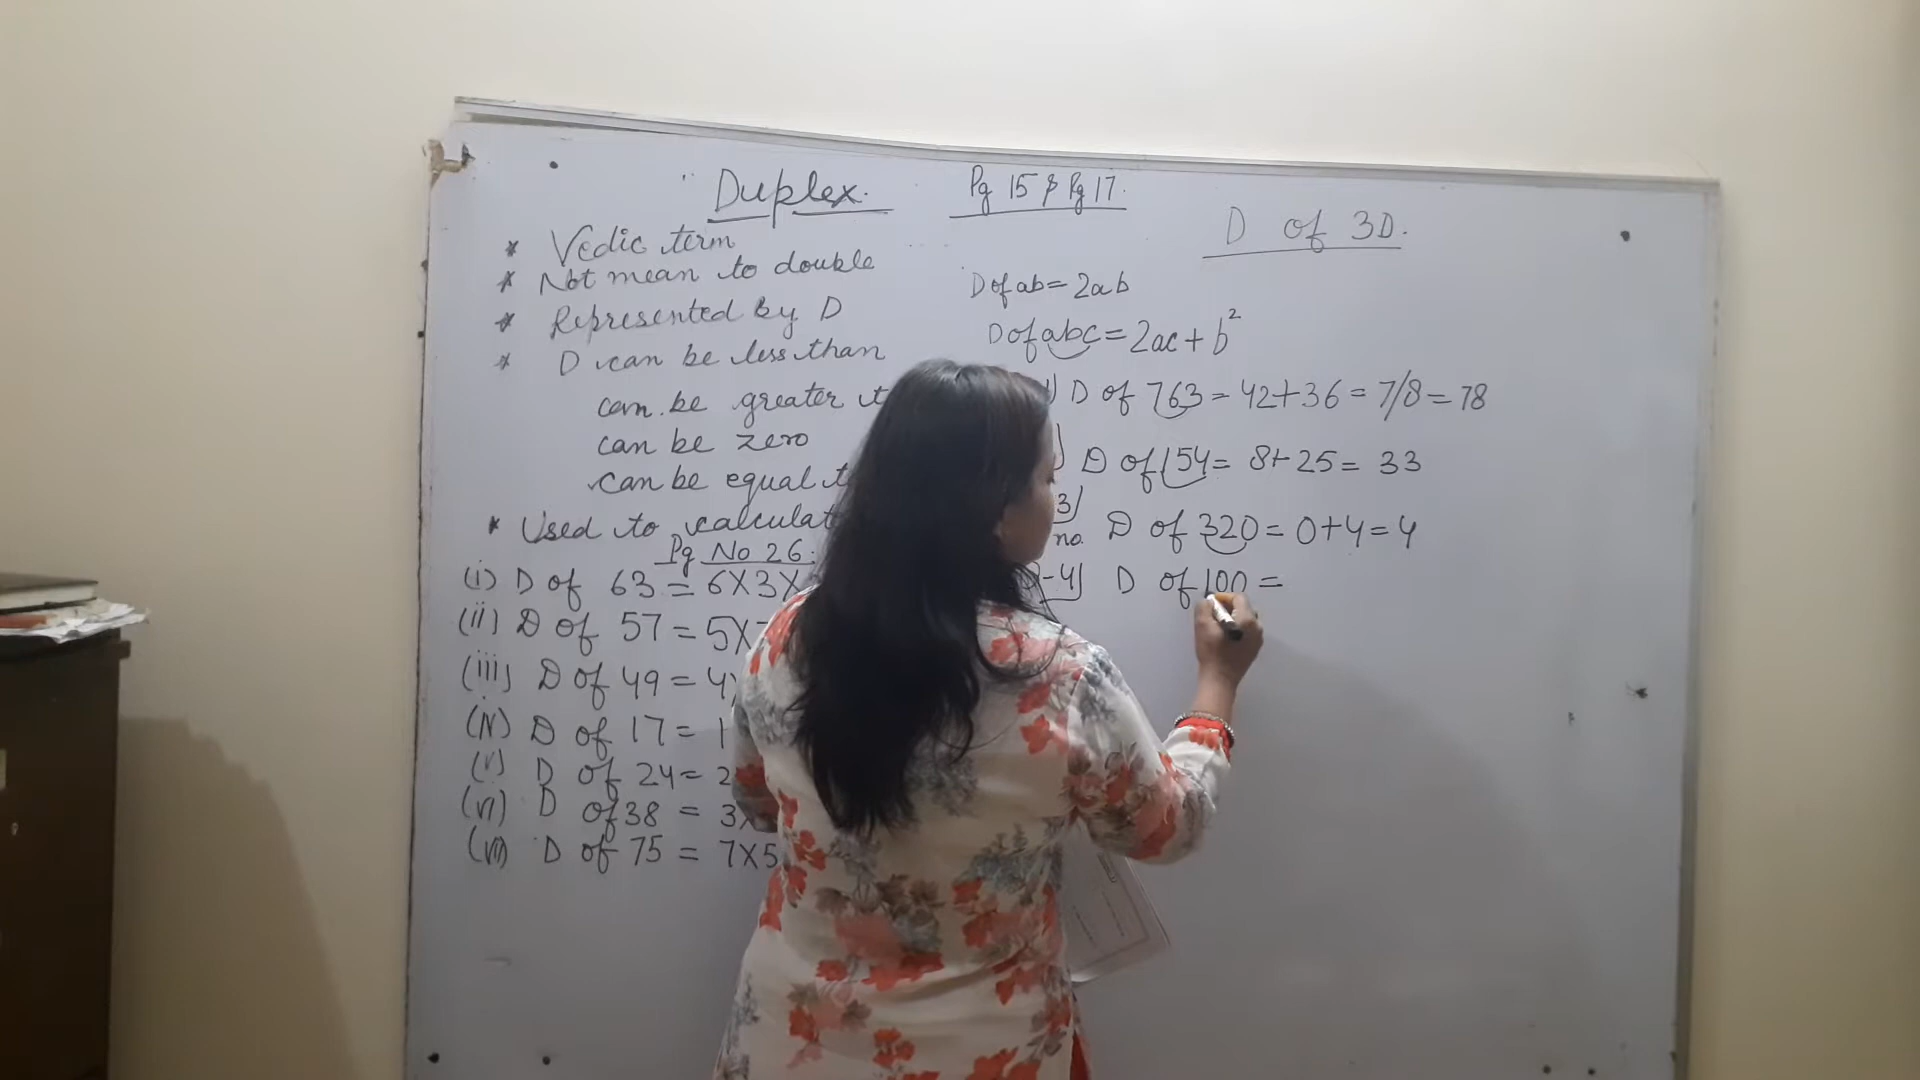 Duplex.
Pg 15 & Pg 17.
* Vedic term
* Not mean to double
* Represented by D
* D can be less than
can be greater
can be zero
can be equal
* Used to calculat
Pg No 26.
(i) D of 63 = 6X3X
(ii) D of 57 = 5X
(iii) D of 49 = 4
(iv) D of 17 = 1
(v) D of 24 = 2
(vi) D of 38 = 3X
(vii) D of 75 = 7X5
D of 3D.
D of ab = 2ab
D of abc = 2ac + b²
) D of 763 = 42+36 = 7/8 = 78
) D of 154 = 8+25 = 33
3) D of 320 = 0+4 = 4
no.
-4) D of 100 =